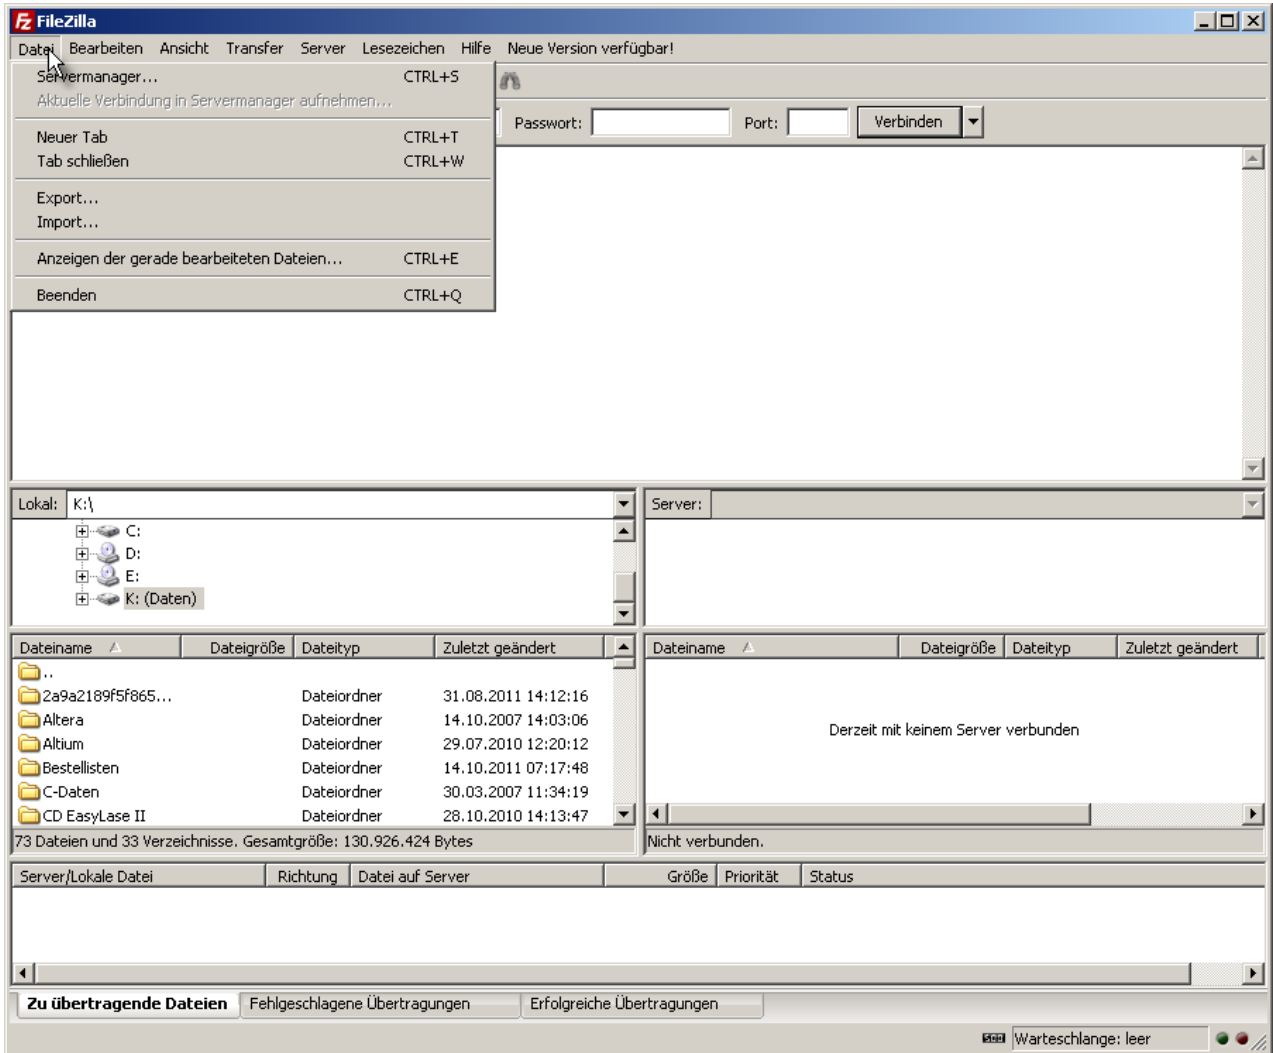 FileZilla
Datei Bearbeiten Ansicht Transfer Server Lesezeichen Hilfe Neue Version verfügbar!
Servermanager... CTRL+S
Aktuelle Verbindung in Servermanager aufnehmen...
Passwort: Port: Verbinden
Neuer Tab CTRL+T
Tab schließen CTRL+W
Export...
Import...
Anzeigen der gerade bearbeiteten Dateien... CTRL+E
Beenden CTRL+Q
Lokal: K:\ Server:
C:
D:
E:
K: (Daten)
Dateiname Dateigröße Dateityp Zuletzt geändert Dateiname Dateigröße Dateityp Zuletzt geändert
..
2a9a2189f5f865... Dateiordner 31.08.2011 14:12:16
Altera Dateiordner 14.10.2007 14:03:06
Derzeit mit keinem Server verbunden
Altium Dateiordner 29.07.2010 12:20:12
Bestellisten Dateiordner 14.10.2011 07:17:48
C-Daten Dateiordner 30.03.2007 11:34:19
CD EasyLase II Dateiordner 28.10.2010 14:13:47
73 Dateien und 33 Verzeichnisse. Gesamtgröße: 130.926.424 Bytes Nicht verbunden.
Server/Lokale Datei Richtung Datei auf Server Größe Priorität Status
Zu übertragende Dateien Fehlgeschlagene Übertragungen Erfolgreiche Übertragungen
Warteschlange: leer